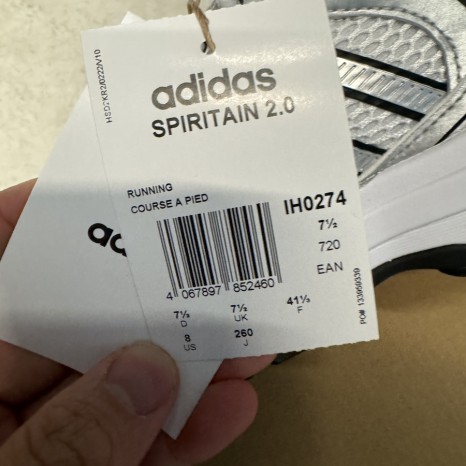 adidas
SPIRITAIN 2.0
RUNNING
COURSE A PIED
IH0274
7½
720
EAN
4 067897 852460
7½ 7½ 41⅓
D UK F
8 260
US J